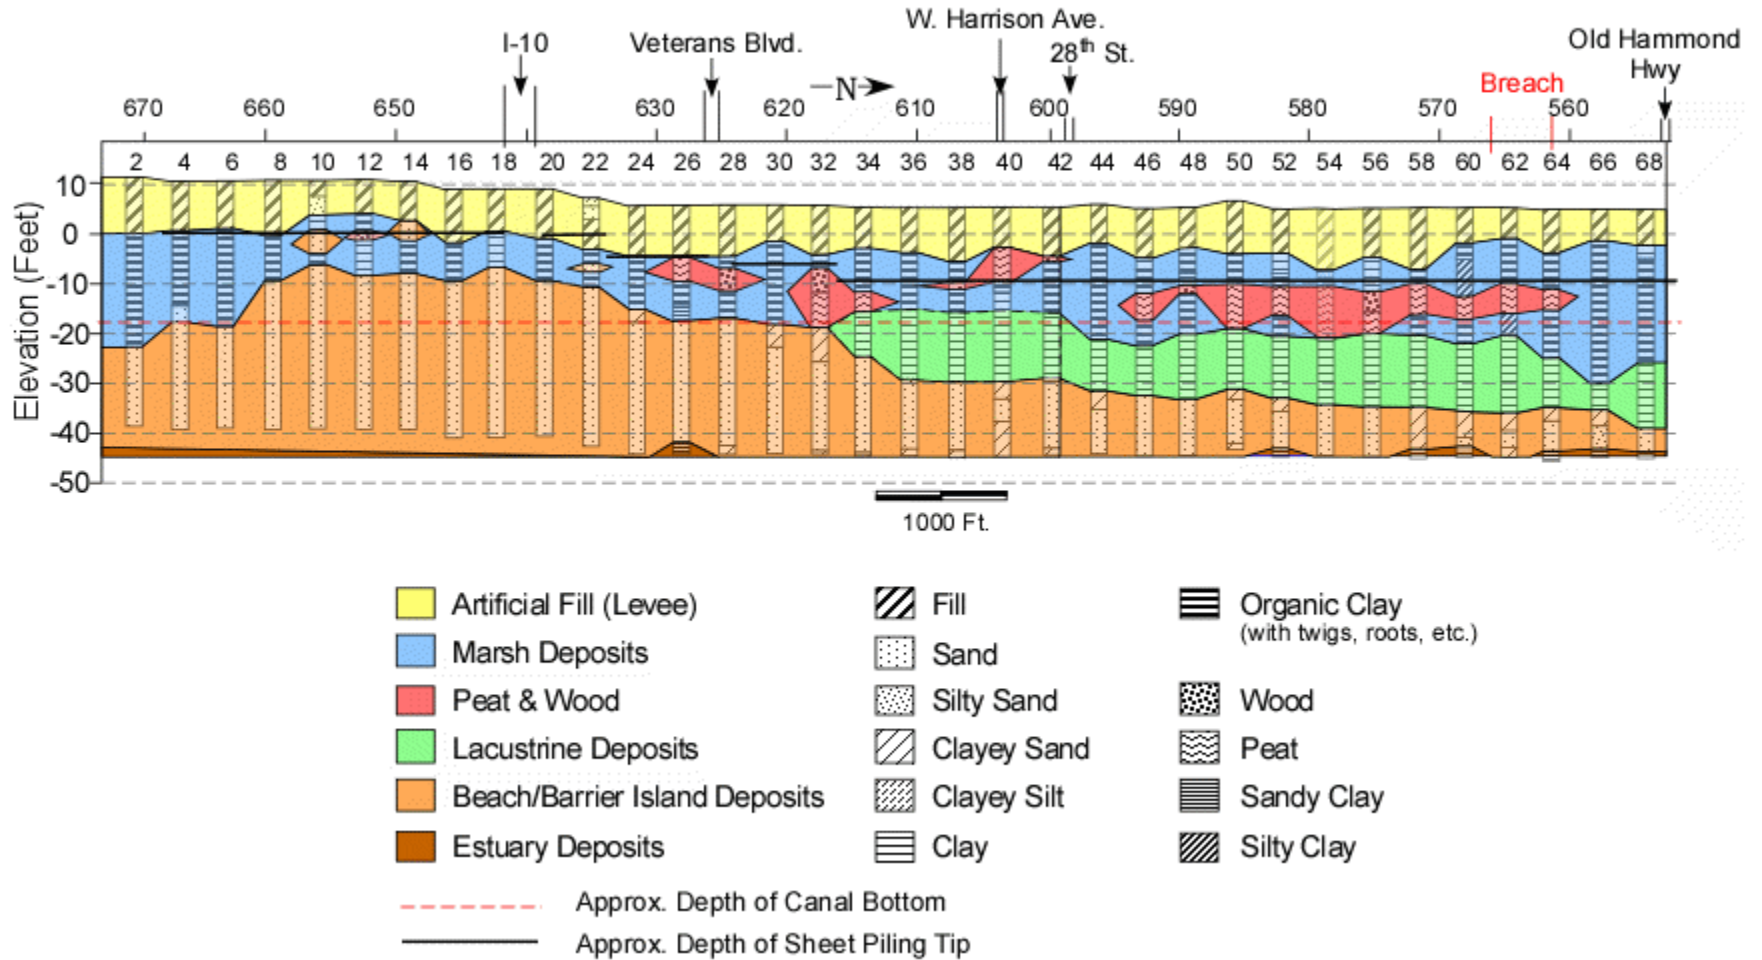 W. Harrison Ave.
I-10
Veterans Blvd.
28th St.
Old Hammond
Hwy
Breach
N
670 660 650 630 620 610 600 590 580 570 560
2 4 6 8 10 12 14 16 18 20 22 24 26 28 30 32 34 36 38 40 42 44 46 48 50 52 54 56 58 60 62 64 66 68
Elevation (Feet)
10
0
-10
-20
-30
-40
-50
1000 Ft.
Artificial Fill (Levee)
Marsh Deposits
Peat & Wood
Lacustrine Deposits
Beach/Barrier Island Deposits
Estuary Deposits
Fill
Sand
Silty Sand
Clayey Sand
Clayey Silt
Clay
Organic Clay
(with twigs, roots, etc.)
Wood
Peat
Sandy Clay
Silty Clay
Approx. Depth of Canal Bottom
Approx. Depth of Sheet Piling Tip